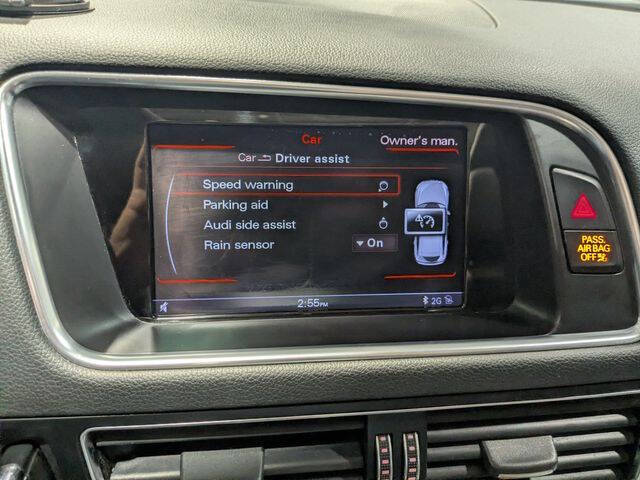 Car
Owner's man.
Car Driver assist
Speed warning
Parking aid
Audi side assist
Rain sensor
On
2:55PM
2G
PASS.
AIR BAG
OFF